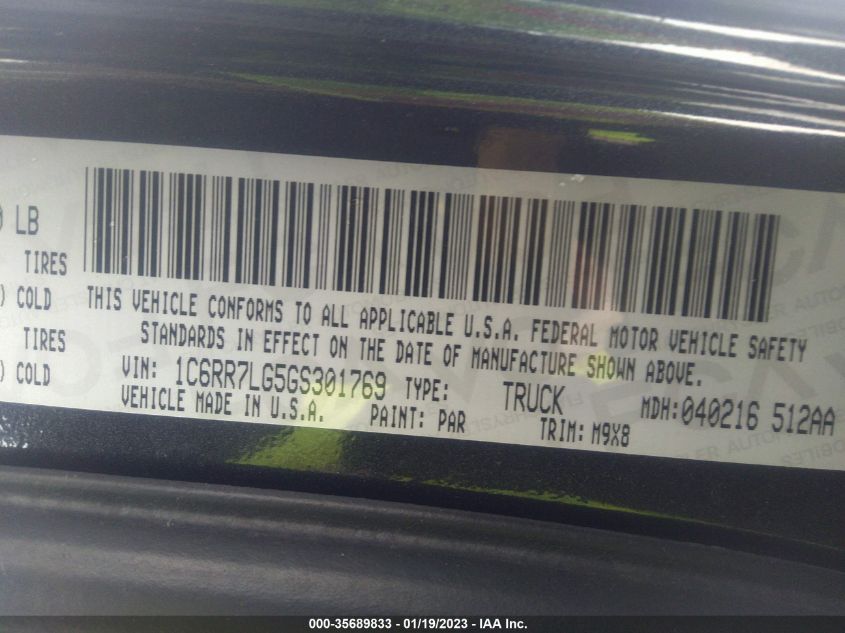 ) LB
TIRES
) COLD
TIRES
) COLD
THIS VEHICLE CONFORMS TO ALL APPLICABLE U.S.A. FEDERAL MOTOR VEHICLE SAFETY
STANDARDS IN EFFECT ON THE DATE OF MANUFACTURE SHOWN ABOVE.
VIN: 1C6RR7LG5GS301769 TYPE: TRUCK MDH:040216 512AA
VEHICLE MADE IN U.S.A. PAINT: PAR TRIM: M9X8
000-35689833 - 01/19/2023 - IAA Inc.